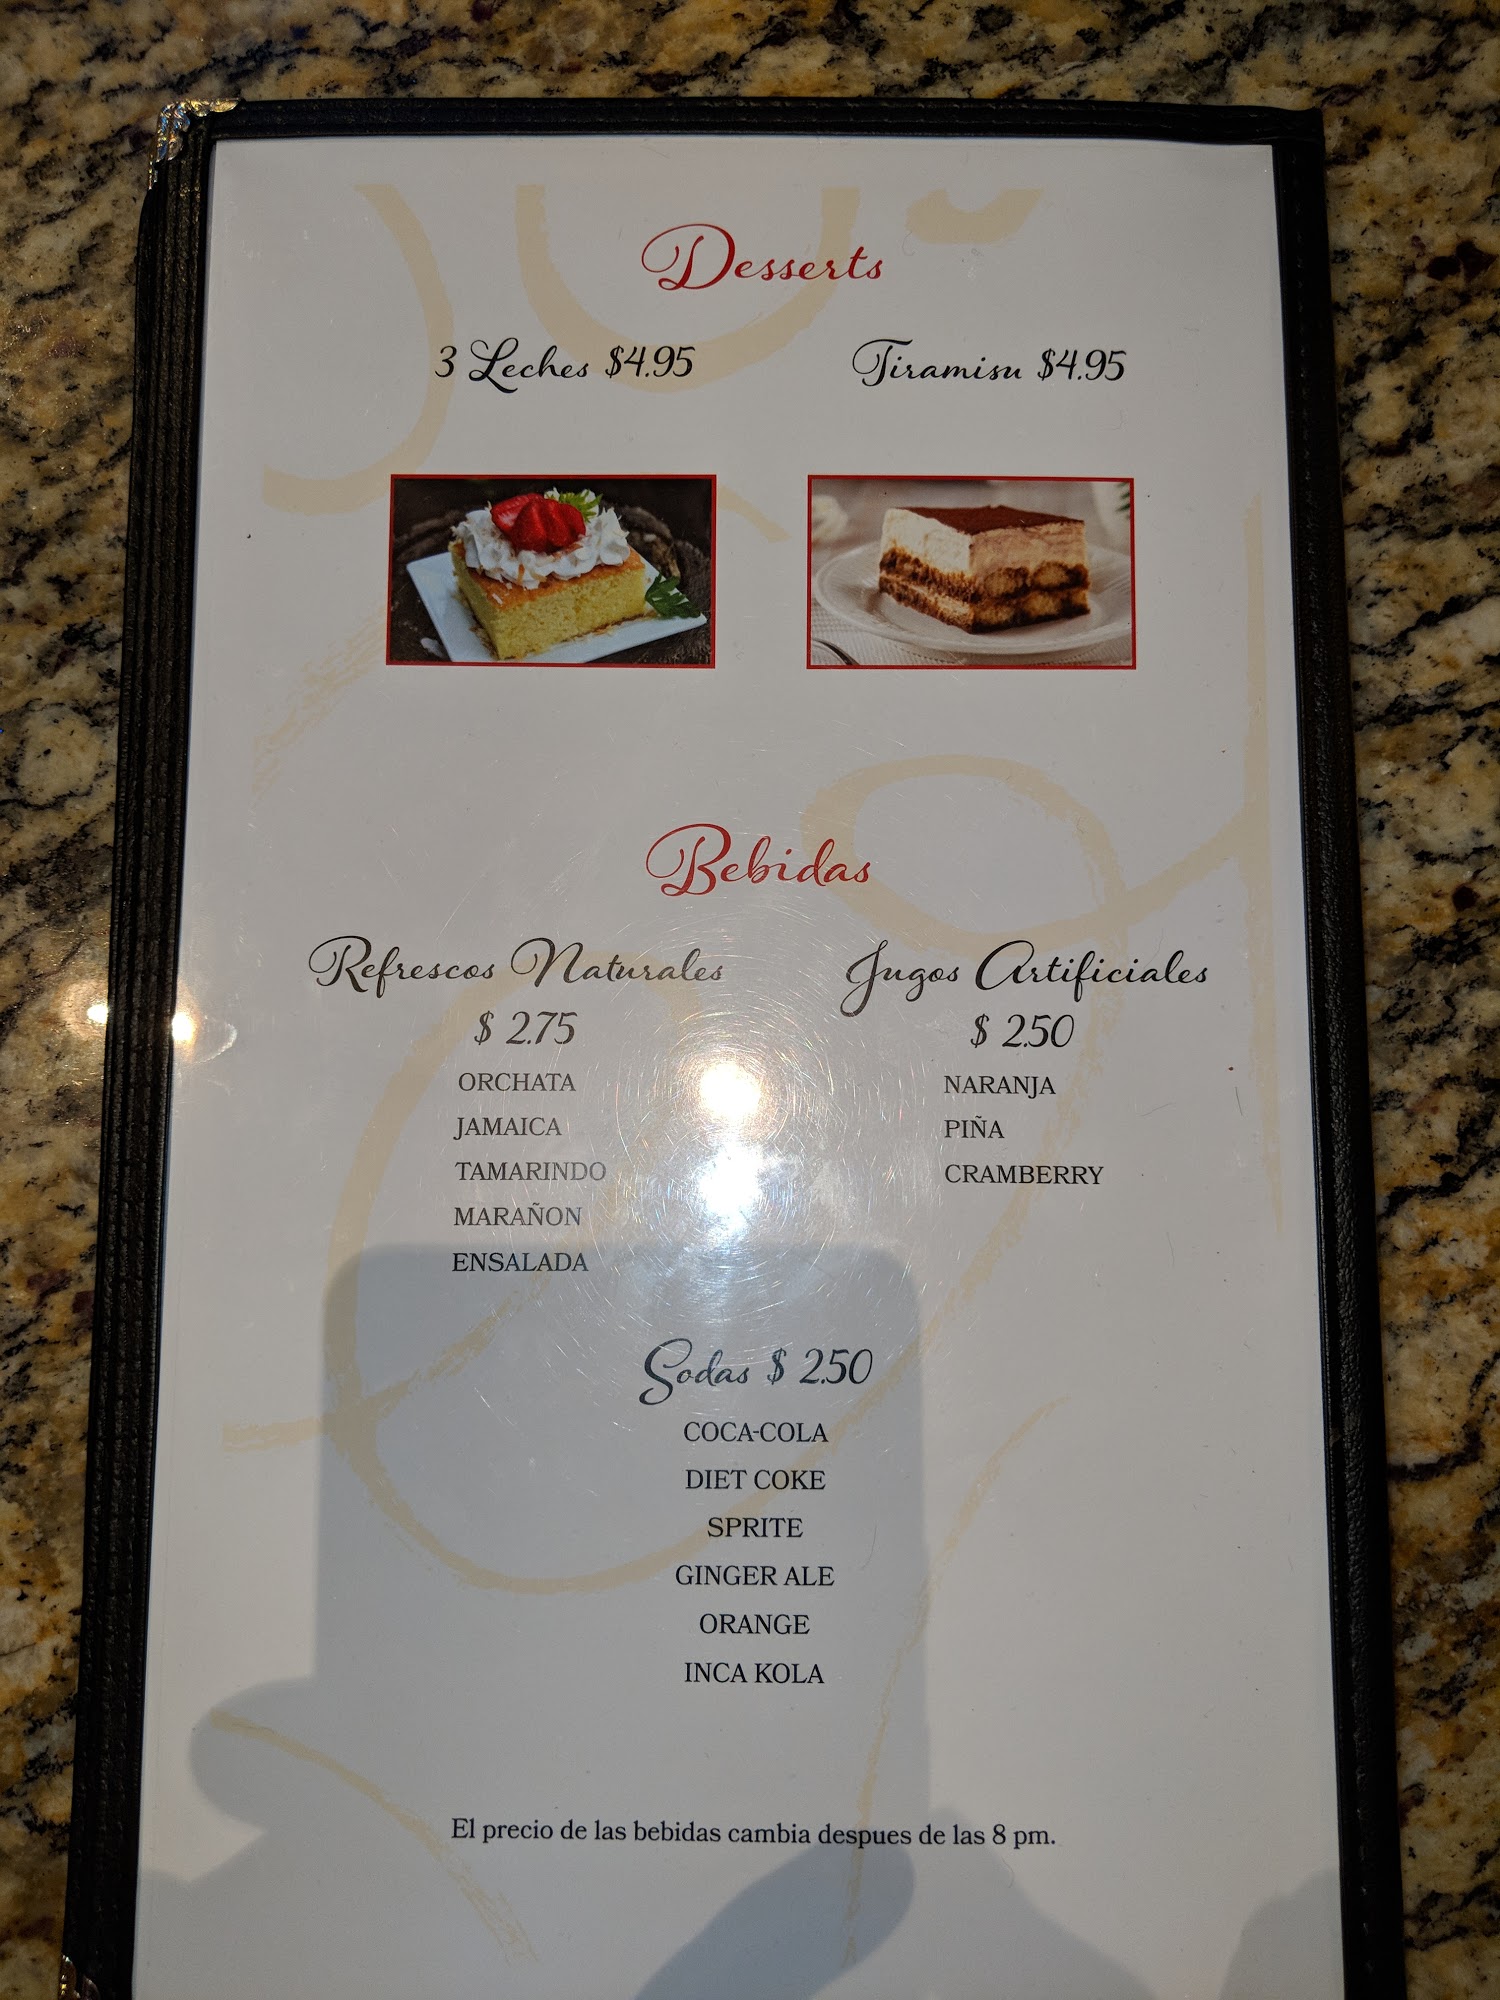 Desserts
3 Leches $4.95
Tiramisu $4.95
Bebidas
Refrescos Naturales
$ 2.75
ORCHATA
JAMAICA
TAMARINDO
MARAÑON
ENSALADA
Jugos Artificiales
$ 2.50
NARANJA
PIÑA
CRAMBERRY
Sodas $ 2.50
COCA-COLA
DIET COKE
SPRITE
GINGER ALE
ORANGE
INCA KOLA
El precio de las bebidas cambia despues de las 8 pm.